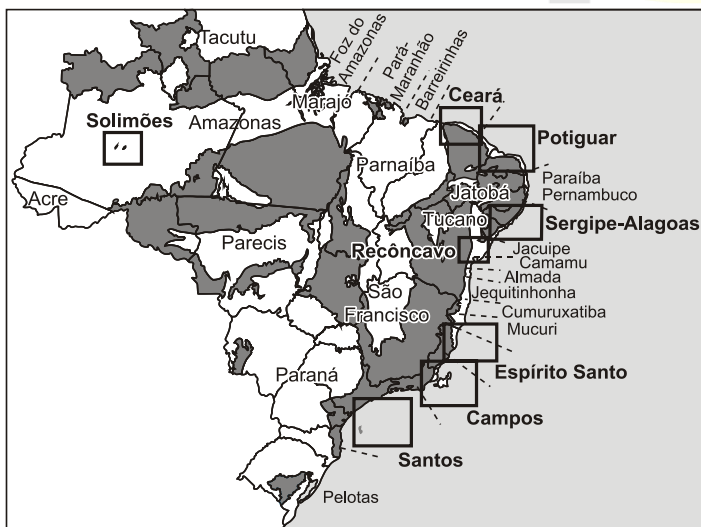 Tacutu
Foz do
Amazonas
Pará-
Maranhão
Barreirinhas
Marajó
Ceará
Solimões
Amazonas
Potiguar
Parnaíba
Acre
Jatobá
Paraíba
Pernambuco
Tucano
Sergipe-Alagoas
Parecis
Recôncavo
Jacuipe
Camamu
Almada
São
Francisco
Jequitinhonha
Cumuruxatiba
Mucuri
Paraná
Espírito Santo
Campos
Santos
Pelotas